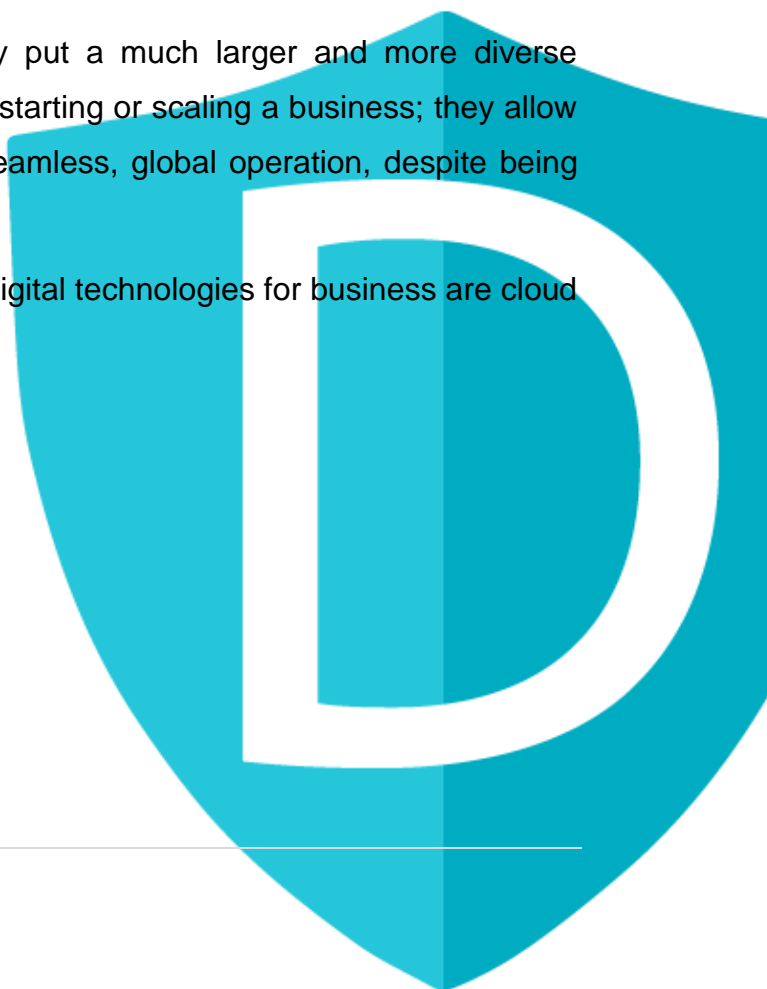 put a much larger and more diverse
starting or scaling a business; they allow
eamless, global operation, despite being
igital technologies for business are cloud
D